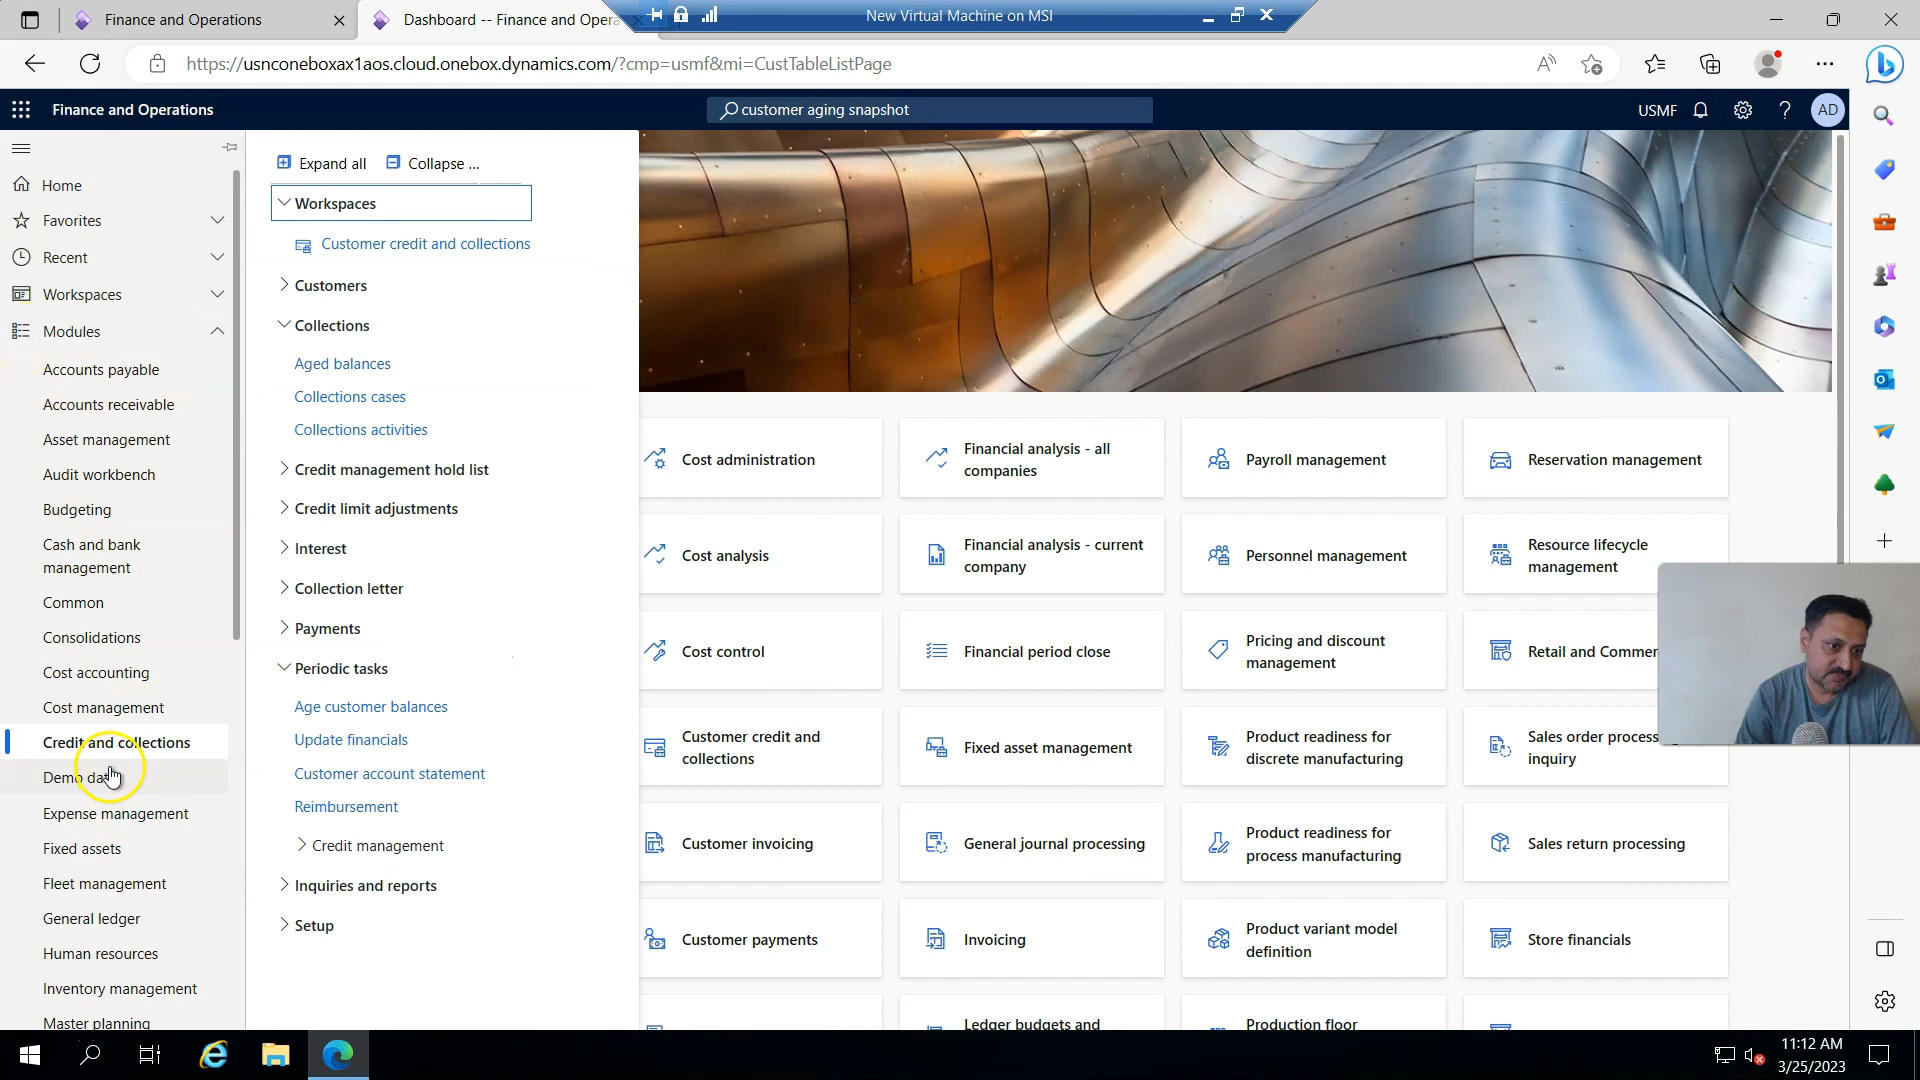 Finance and Operations
Dashboard -- Finance and Opera
New Virtual Machine on MSI
https://usnconeboxax1aos.cloud.onebox.dynamics.com/?cmp=usmf&mi=CustTableListPage
Finance and Operations
customer aging snapshot
USMF
AD
Home
Favorites
Recent
Workspaces
Modules
Accounts payable
Accounts receivable
Asset management
Audit workbench
Budgeting
Cash and bank
management
Common
Consolidations
Cost accounting
Cost management
Credit and collections
Demo data
Expense management
Fixed assets
Fleet management
General ledger
Human resources
Inventory management
Master planning
Expand all
Collapse ...
Workspaces
Customer credit and collections
Customers
Collections
Aged balances
Collections cases
Collections activities
Credit management hold list
Credit limit adjustments
Interest
Collection letter
Payments
Periodic tasks
Age customer balances
Update financials
Customer account statement
Reimbursement
Credit management
Inquiries and reports
Setup
Cost administration
Financial analysis - all
companies
Payroll management
Reservation management
Cost analysis
Financial analysis - current
company
Personnel management
Resource lifecycle
management
Cost control
Financial period close
Pricing and discount
management
Retail and Commer
Customer credit and
collections
Fixed asset management
Product readiness for
discrete manufacturing
Sales order process
inquiry
Customer invoicing
General journal processing
Product readiness for
process manufacturing
Sales return processing
Customer payments
Invoicing
Product variant model
definition
Store financials
Ledger budgets and
Production floor
11:12 AM
3/25/2023